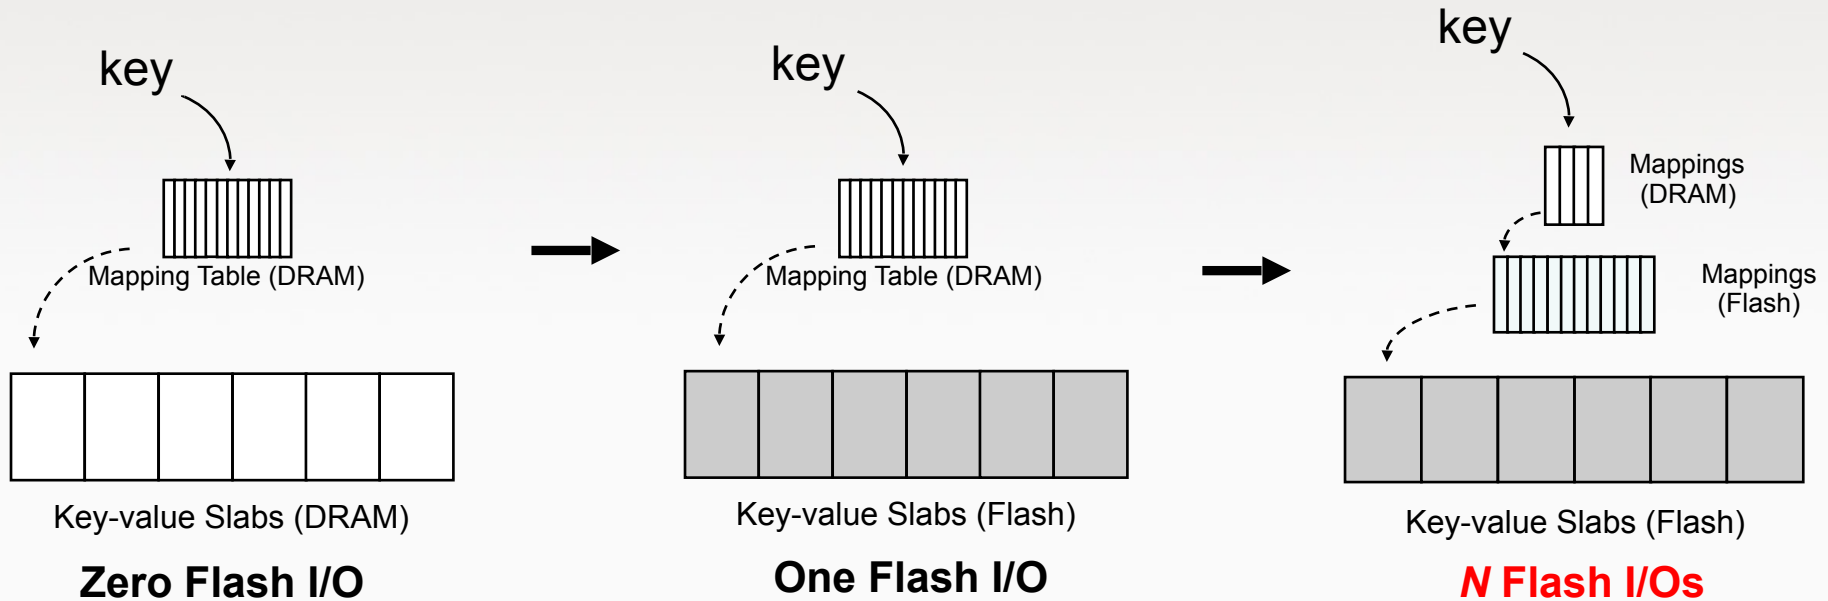 key
Mapping Table (DRAM)
Key-value Slabs (DRAM)
Zero Flash I/O
key
Mapping Table (DRAM)
Key-value Slabs (Flash)
One Flash I/O
key
Mappings
(DRAM)
Mappings
(Flash)
Key-value Slabs (Flash)
N Flash I/Os